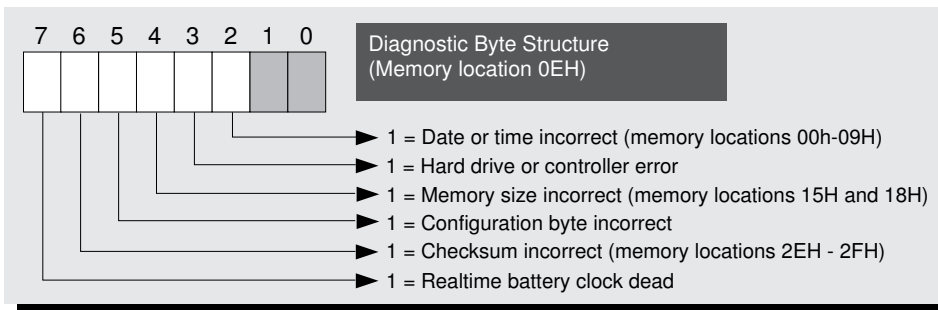 7 6 5 4 3 2 1 0
Diagnostic Byte Structure
(Memory location 0EH)
1 = Date or time incorrect (memory locations 00h-09H)
1 = Hard drive or controller error
1 = Memory size incorrect (memory locations 15H and 18H)
1 = Configuration byte incorrect
1 = Checksum incorrect (memory locations 2EH - 2FH)
1 = Realtime battery clock dead